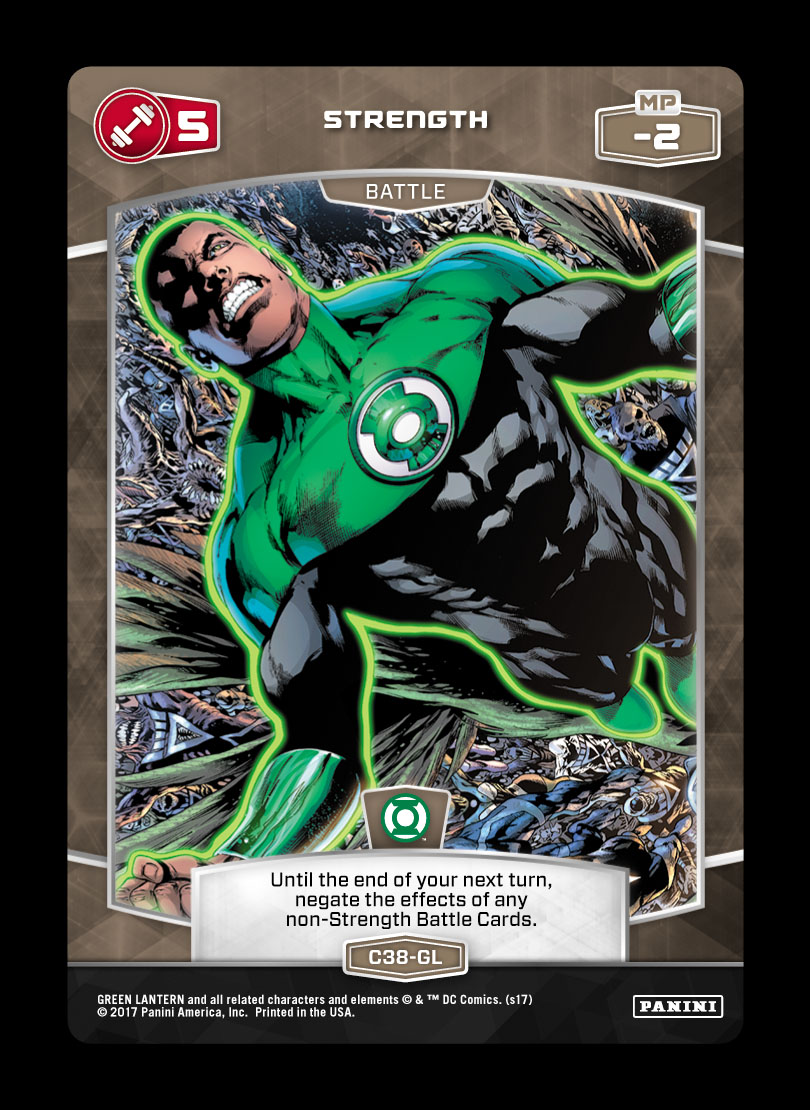 5
STRENGTH
MP
-2
BATTLE
Until the end of your next turn,
negate the effects of any
non-Strength Battle Cards.
C38-GL
GREEN LANTERN and all related characters and elements © & ™ DC Comics. (s17)
© 2017 Panini America, Inc.  Printed in the USA.
PANINI